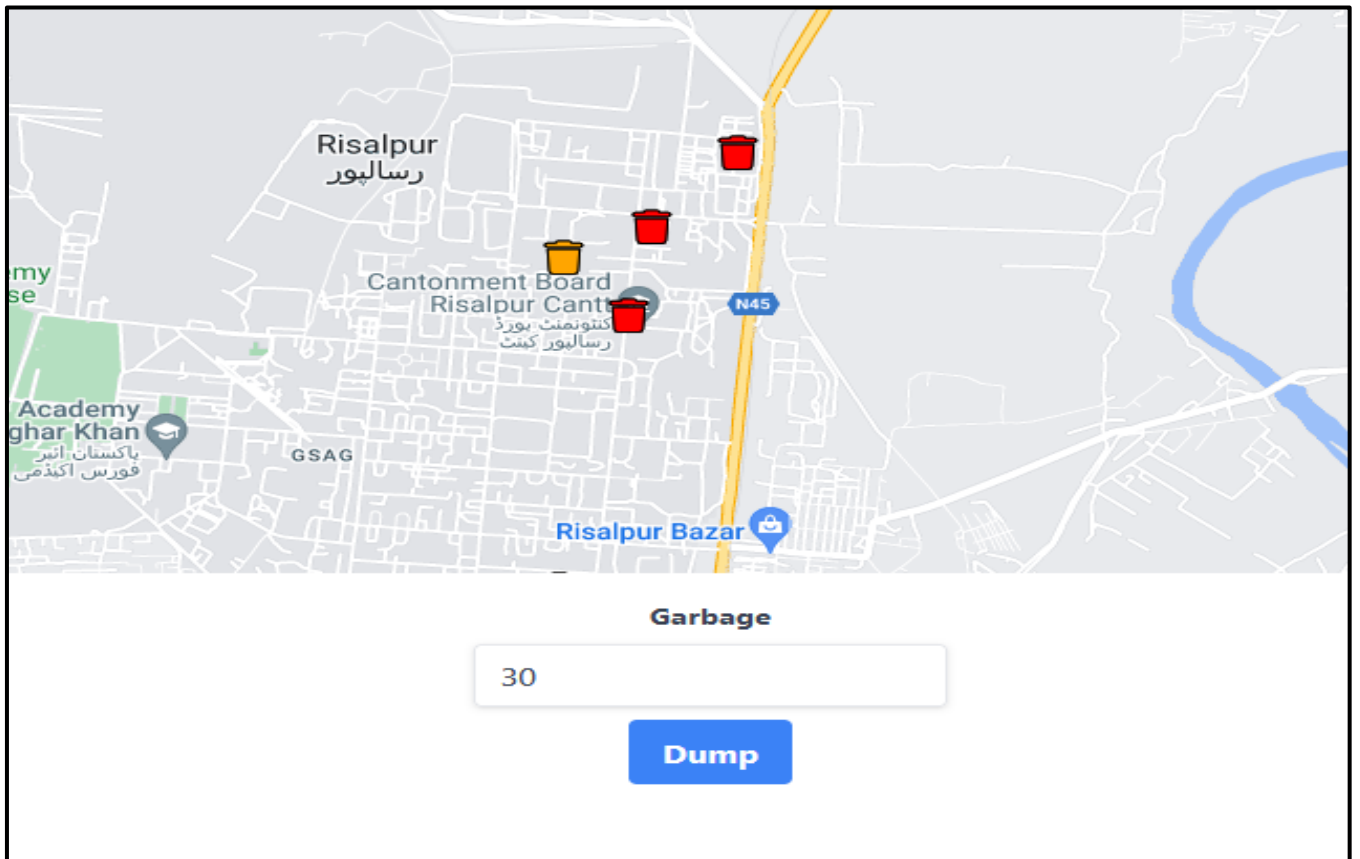 Risalpur
رسالپور
my
se
Cantonment Board
Risalpur Cantt
کنٹونمنٹ بورڈ
رسالپور کینٹ
N45
Academy
ghar Khan
پاکستان ائیر
فورس اکیڈمی
GSAG
Risalpur Bazar
Garbage
30
Dump